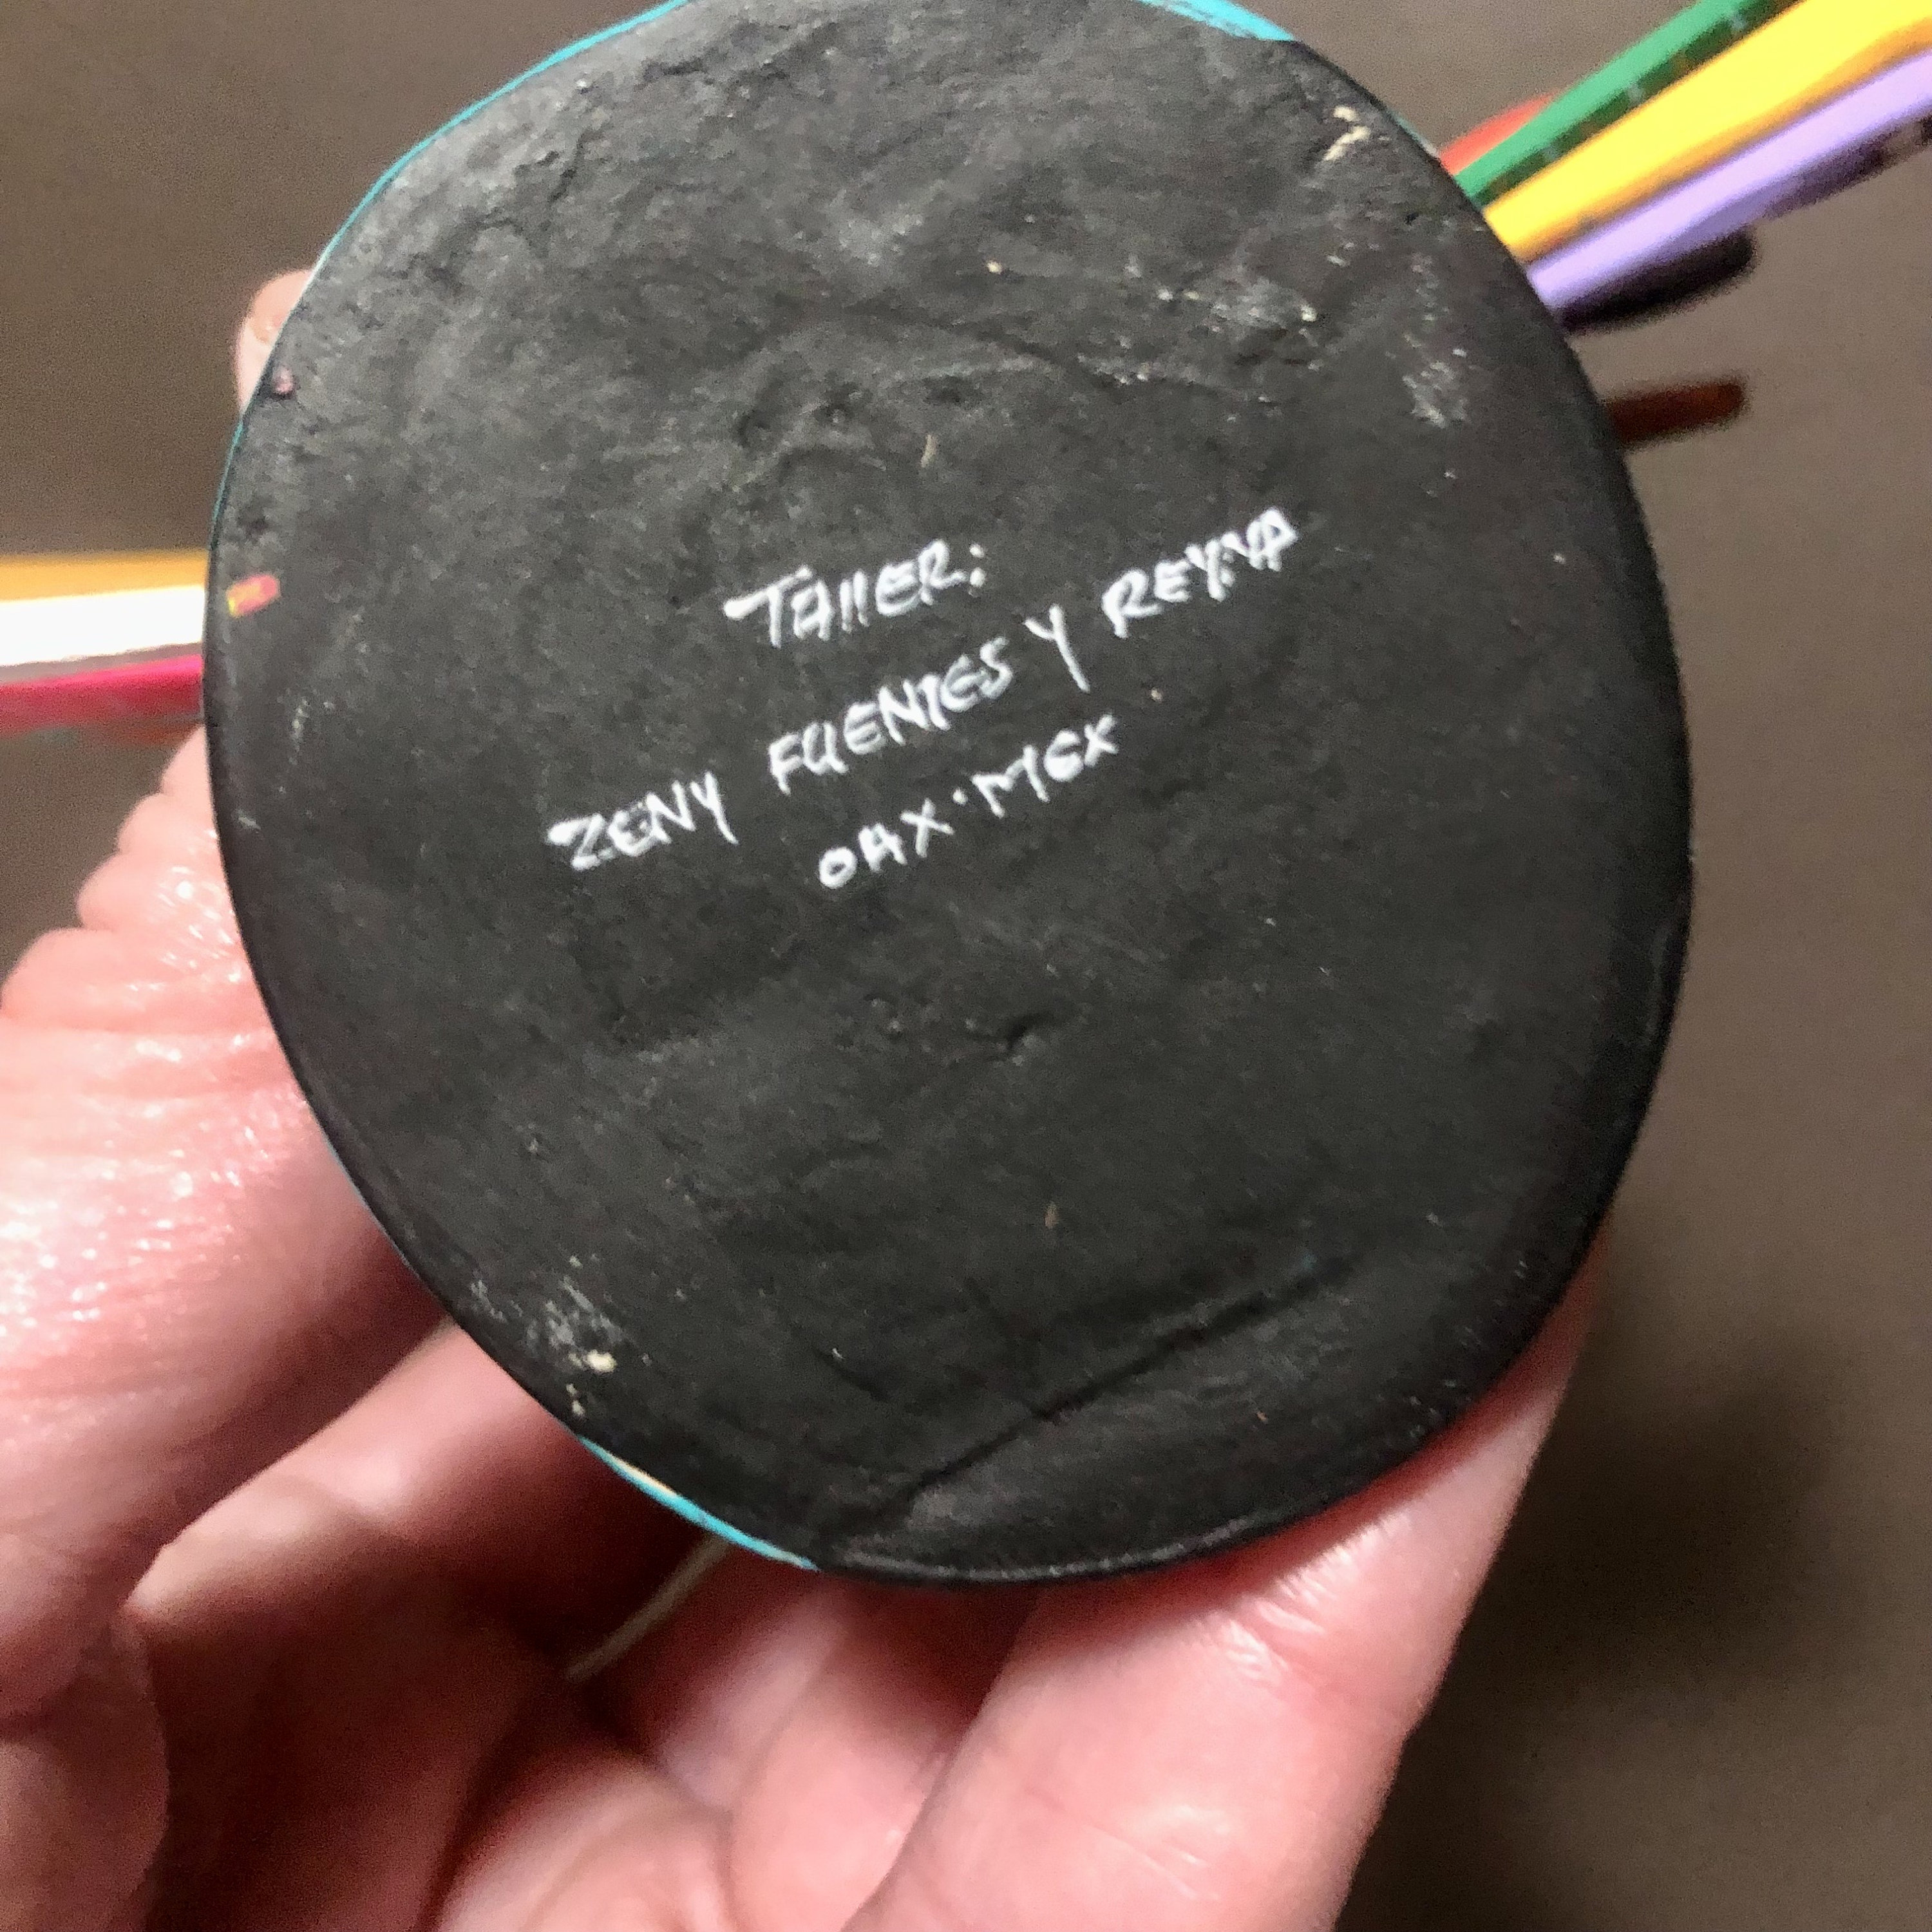 TAllER:
ZENY FUENTES Y REYNA
OAX·MEX